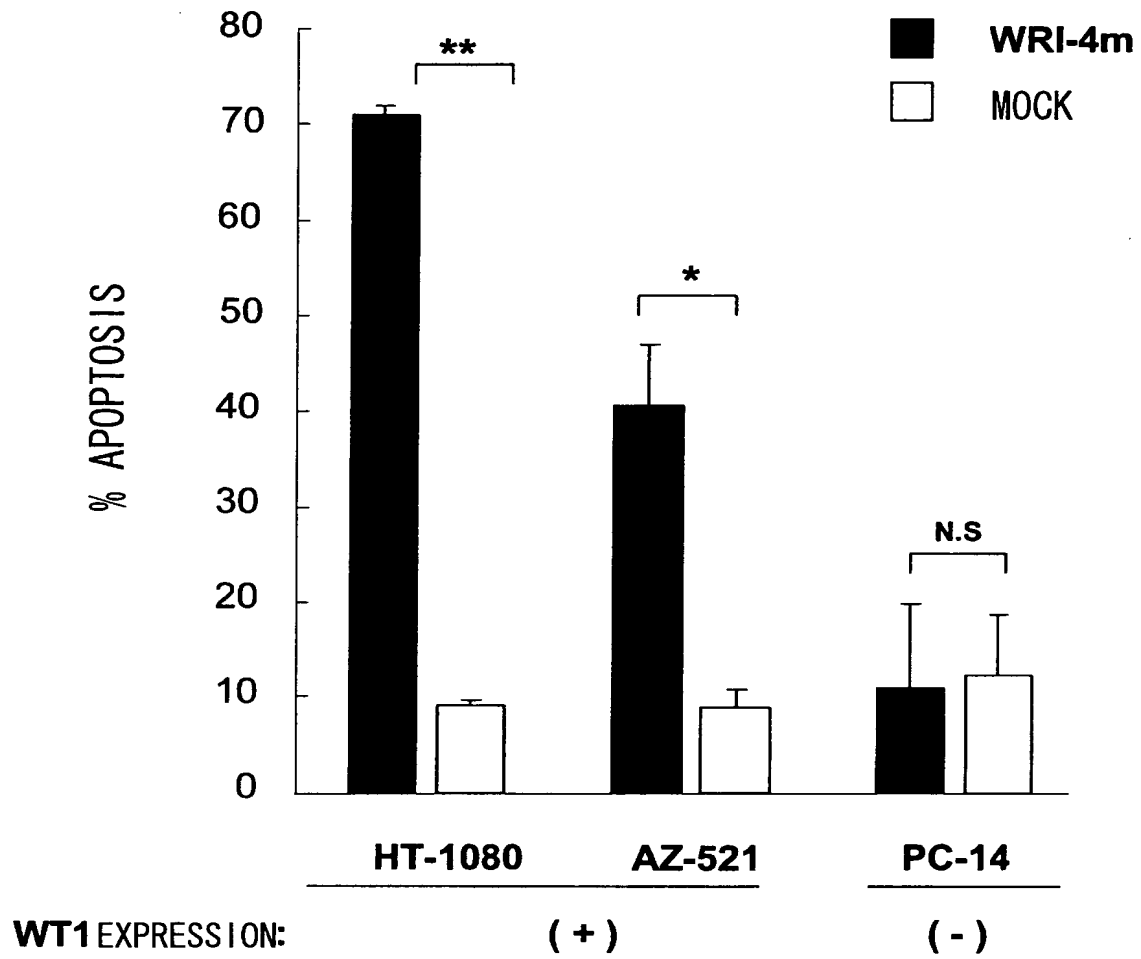 80
70
60
50
40
30
20
10
0
% APOPTOSIS
**
*
N.S
WRI-4m
MOCK
HT-1080 AZ-521 PC-14
WT1 EXPRESSION: (+) (-)